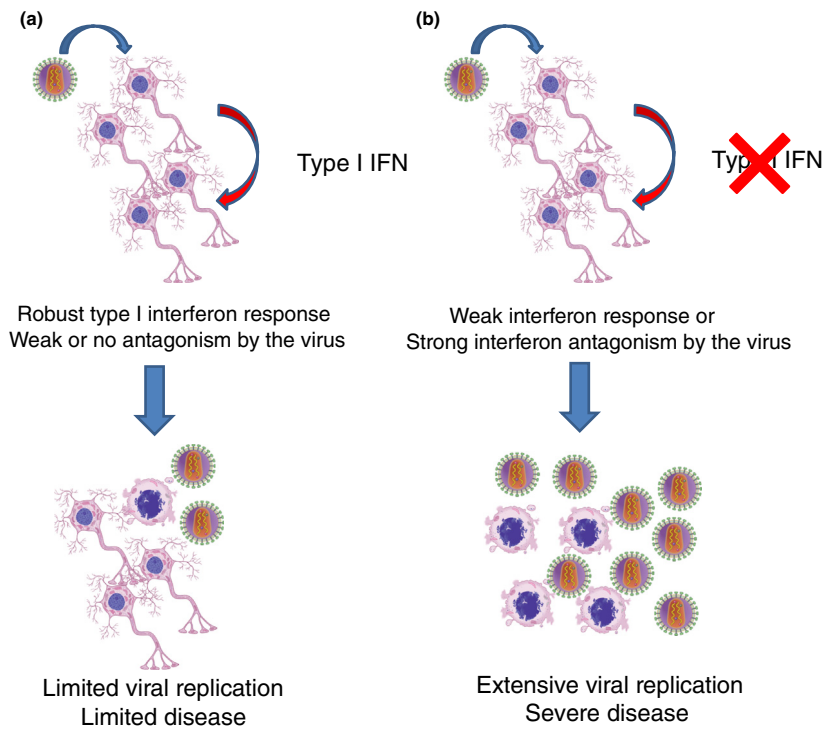 (a)
Type I IFN
Robust type I interferon response
Weak or no antagonism by the virus
Limited viral replication
Limited disease
(b)
Type I IFN
Weak interferon response or
Strong interferon antagonism by the virus
Extensive viral replication
Severe disease